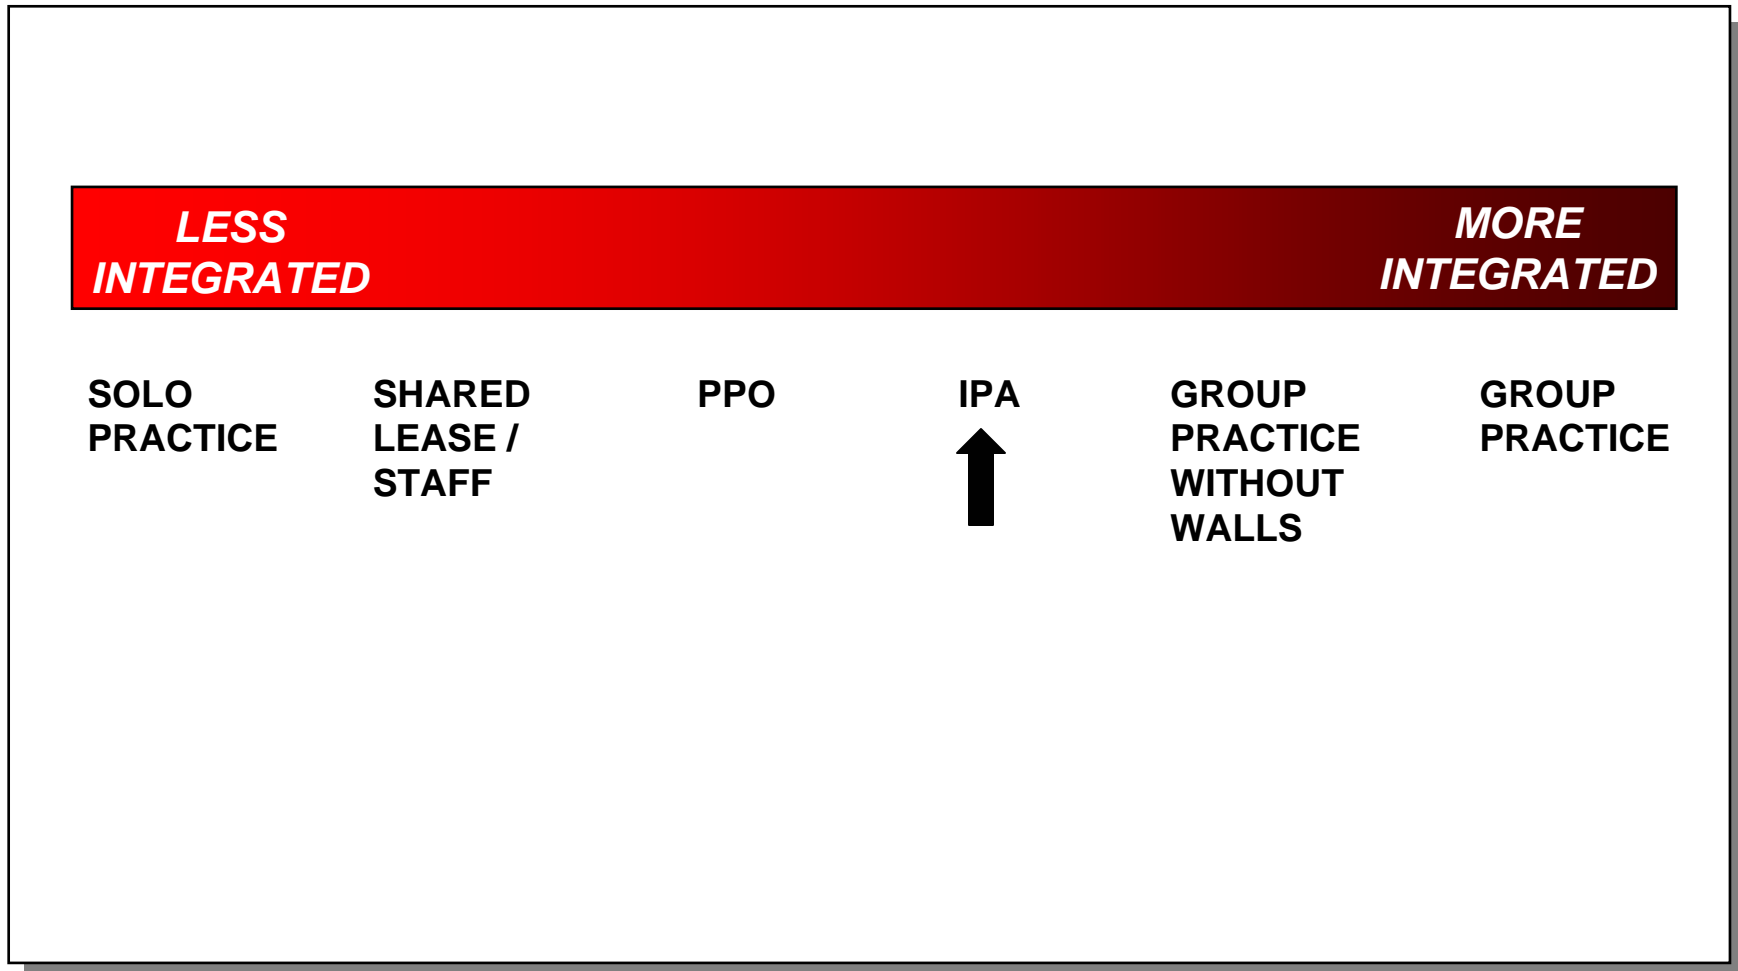 LESS
INTEGRATED
MORE
INTEGRATED
SOLO
PRACTICE
SHARED
LEASE /
STAFF
PPO
IPA
GROUP
PRACTICE
WITHOUT
WALLS
GROUP
PRACTICE